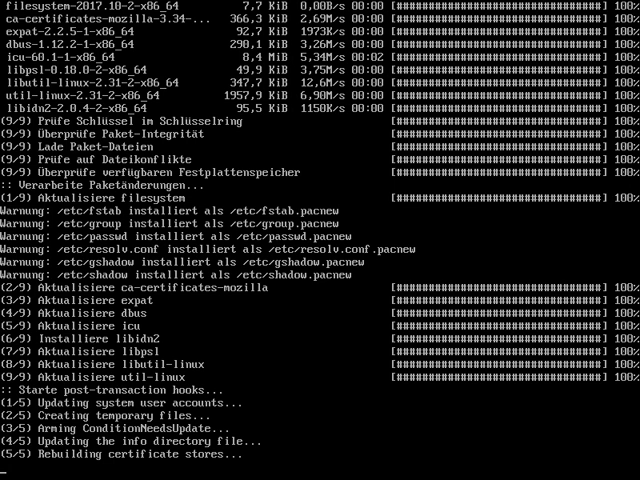 filesystem-2017.10-2-x86_64 7,7 KiB 0,00B/s 00:00 [################################] 100%
ca-certificates-mozilla-3.34-... 366,3 KiB 2,69M/s 00:00 [################################] 100%
expat-2.2.5-1-x86_64 92,7 KiB 1973K/s 00:00 [################################] 100%
dbus-1.12.2-1-x86_64 290,1 KiB 3,26M/s 00:00 [################################] 100%
icu-60.1-1-x86_64 8,4 MiB 5,34M/s 00:02 [################################] 100%
libpsl-0.18.0-2-x86_64 49,9 KiB 3,75M/s 00:00 [################################] 100%
libutil-linux-2.31-2-x86_64 347,7 KiB 12,6M/s 00:00 [################################] 100%
util-linux-2.31-2-x86_64 1957,9 KiB 6,90M/s 00:00 [################################] 100%
libidn2-2.0.4-2-x86_64 95,5 KiB 1150K/s 00:00 [################################] 100%
(9/9) Prüfe Schlüssel im Schlüsselring [################################] 100%
(9/9) Überprüfe Paket-Integrität [################################] 100%
(9/9) Lade Paket-Dateien [################################] 100%
(9/9) Prüfe auf Dateikonflikte [################################] 100%
(9/9) Überprüfe verfügbaren Festplattenspeicher [################################] 100%
:: Verarbeite Paketänderungen...
(1/9) Aktualisiere filesystem [################################] 100%
Warnung: /etc/fstab installiert als /etc/fstab.pacnew
Warnung: /etc/group installiert als /etc/group.pacnew
Warnung: /etc/passwd installiert als /etc/passwd.pacnew
Warnung: /etc/resolv.conf installiert als /etc/resolv.conf.pacnew
Warnung: /etc/gshadow installiert als /etc/gshadow.pacnew
Warnung: /etc/shadow installiert als /etc/shadow.pacnew
(2/9) Aktualisiere ca-certificates-mozilla [################################] 100%
(3/9) Aktualisiere expat [################################] 100%
(4/9) Aktualisiere dbus [################################] 100%
(5/9) Aktualisiere icu [################################] 100%
(6/9) Installiere libidn2 [################################] 100%
(7/9) Aktualisiere libpsl [################################] 100%
(8/9) Aktualisiere libutil-linux [################################] 100%
(9/9) Aktualisiere util-linux [################################] 100%
:: Starte post-transaction hooks...
(1/5) Updating system user accounts...
(2/5) Creating temporary files...
(3/5) Arming ConditionNeedsUpdate...
(4/5) Updating the info directory file...
(5/5) Rebuilding certificate stores...